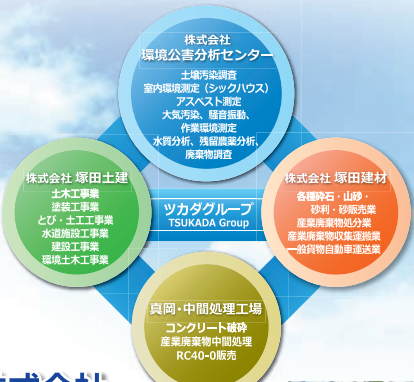 株式会社
環境公害分析センター
土壌汚染調査
室内環境測定（シックハウス）
アスベスト測定
大気汚染、騒音振動、
作業環境測定
水質分析、残留農薬分析、
廃棄物調査
株式会社 塚田土建
土木工事業
塗装工事業
とび・土工工事業
水道施設工事業
建設工事業
環境土木工事業
ツカダグループ
TSUKADA Group
株式会社 塚田建材
各種砕石・山砂・
砂利・砂販売業
産業廃棄物処分業
産業廃棄物収集運搬業
一般貨物自動車運送業
真岡・中間処理工場
コンクリート破砕
産業廃棄物中間処理
RC40-0販売
式会社